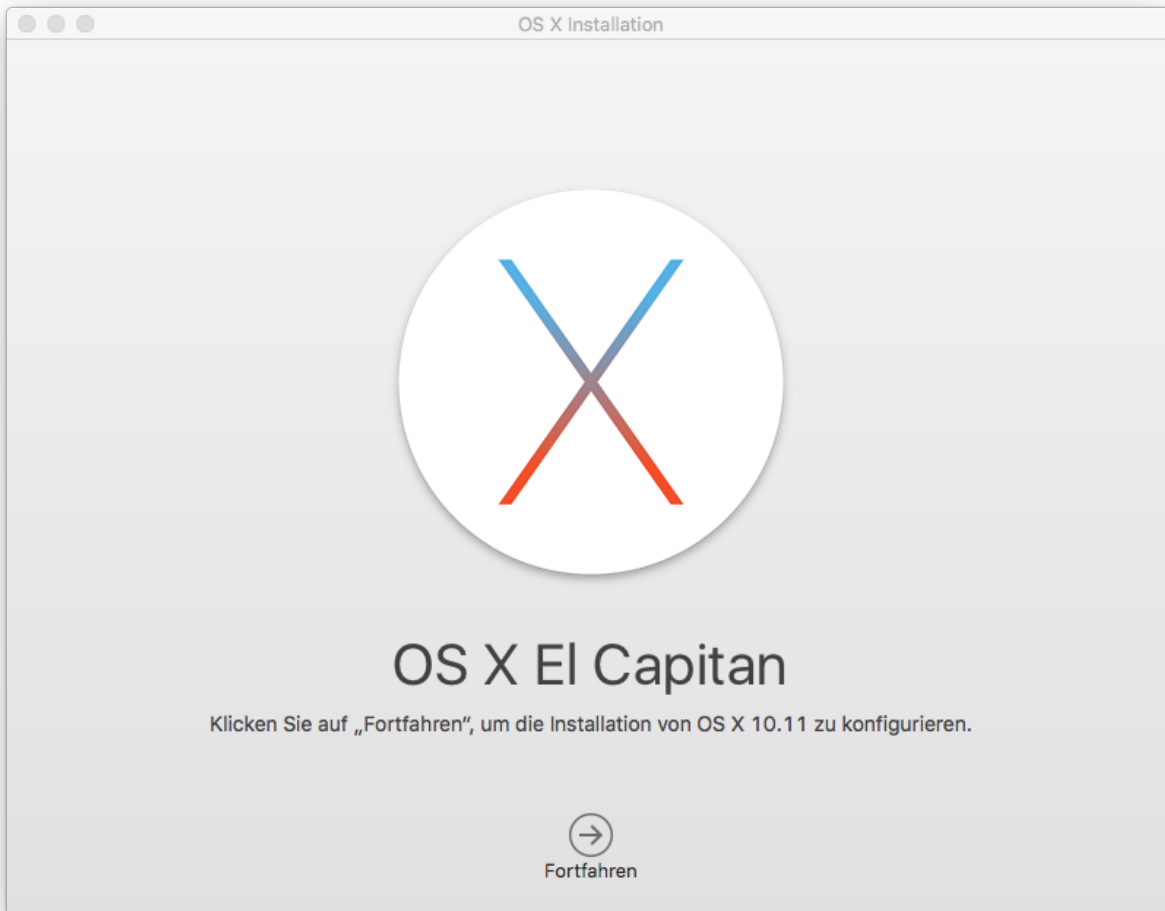 OS X Installation
OS X El Capitan
Klicken Sie auf „Fortfahren“, um die Installation von OS X 10.11 zu konfigurieren.
Fortfahren